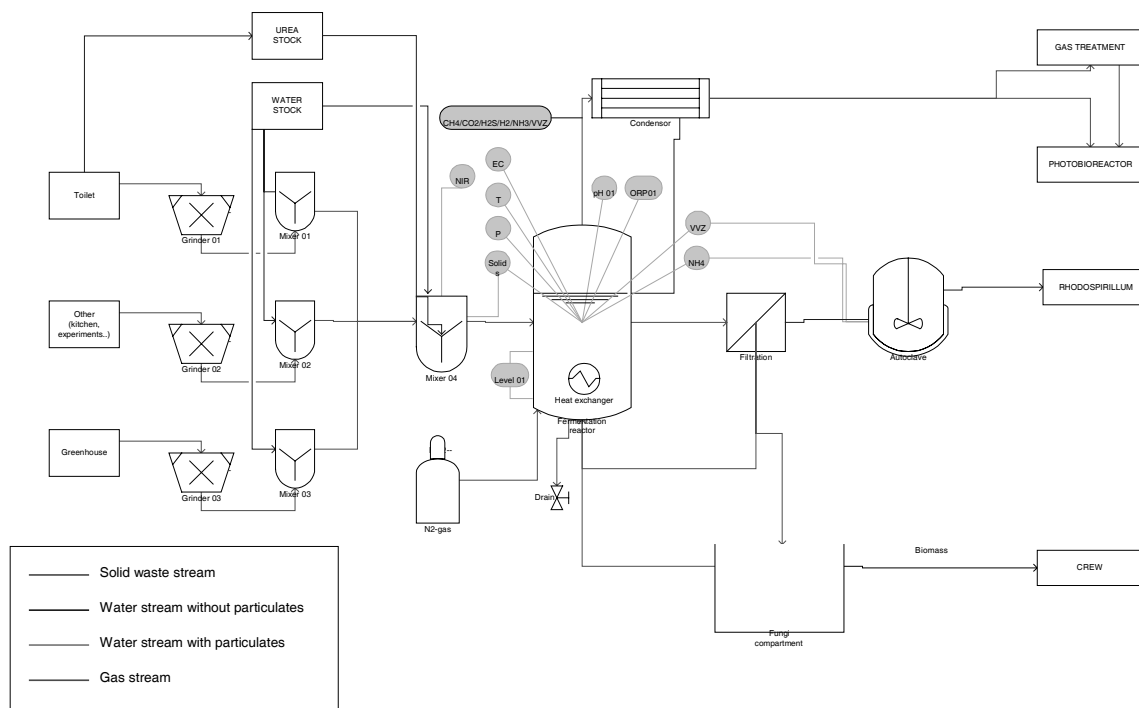 UREA
STOCK
GAS TREATMENT
WATER
STOCK
CH4/CO2/H2S/H2/NH3/VVZ
Condensor
EC
NIR
pH 01
ORP01
PHOTOBIOREACTOR
Toilet
T
P
VVZ
Grinder 01
Mixer 01
Solid
s
NH4
RHODOSPIRILLUM
Other
(kitchen,
experiments..)
Grinder 02
Mixer 02
Mixer 04
Filtration
Autoclave
Level 01
Heat exchanger
Fermentation
reactor
Greenhouse
Grinder 03
Mixer 03
N2-gas
Drain
Biomass
CREW
Fungi
compartment
Solid waste stream
Water stream without particulates
Water stream with particulates
Gas stream